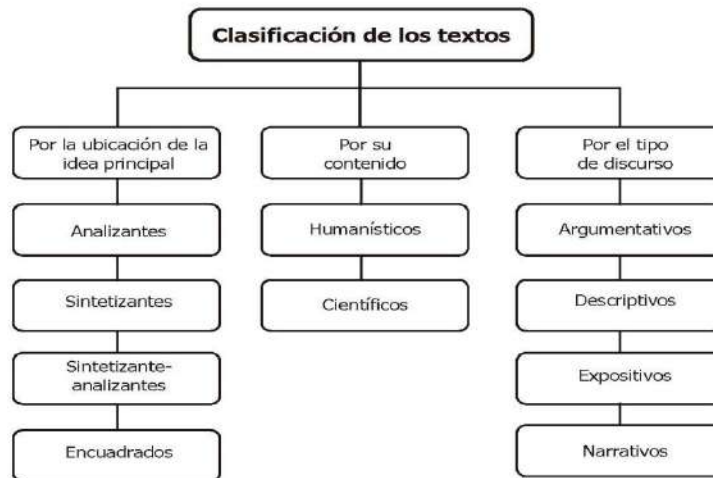 Clasificación de los textos
Por la ubicación de la
idea principal
Analizantes
Sintetizantes
Sintetizante-
analizantes
Encuadrados
Por su
contenido
Humanísticos
Científicos
Por el tipo
de discurso
Argumentativos
Descriptivos
Expositivos
Narrativos